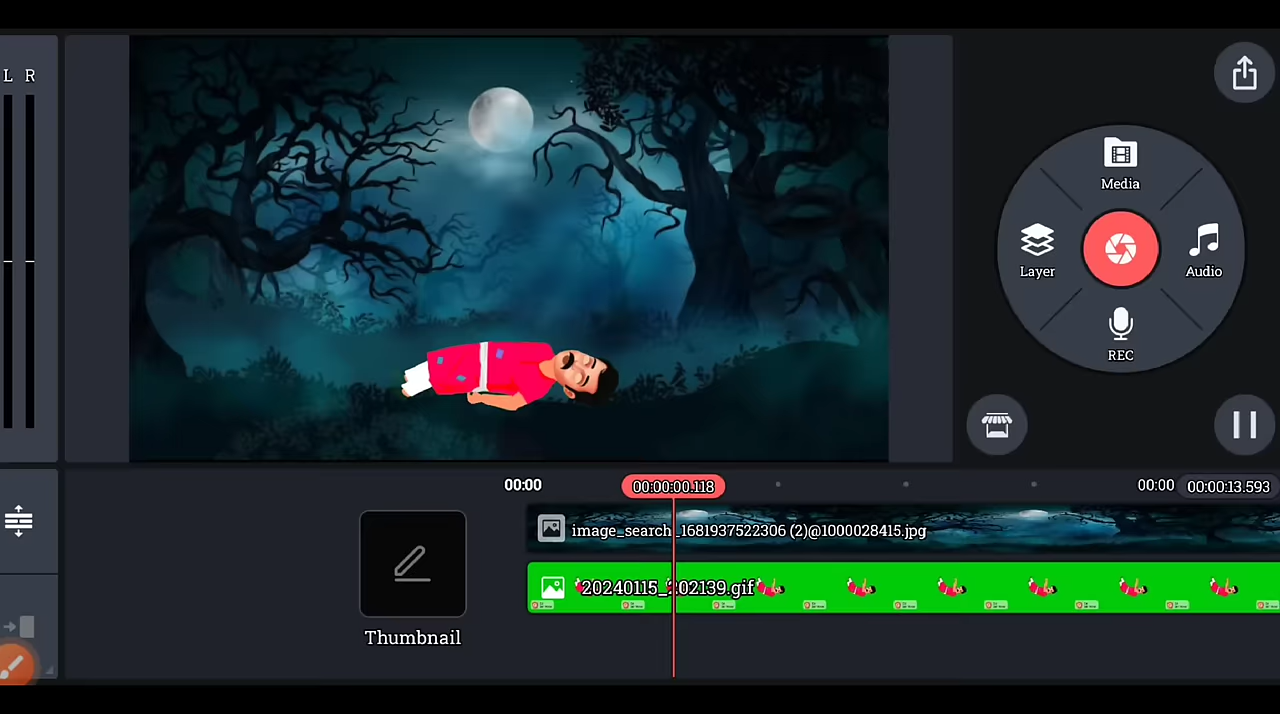 L R
Media
Layer
Audio
REC
00:00
00:00:00.118
00:00
00:00:13.593
image_search_1681937522306 (2)@1000028415.jpg
20240115_202139.gif
Thumbnail